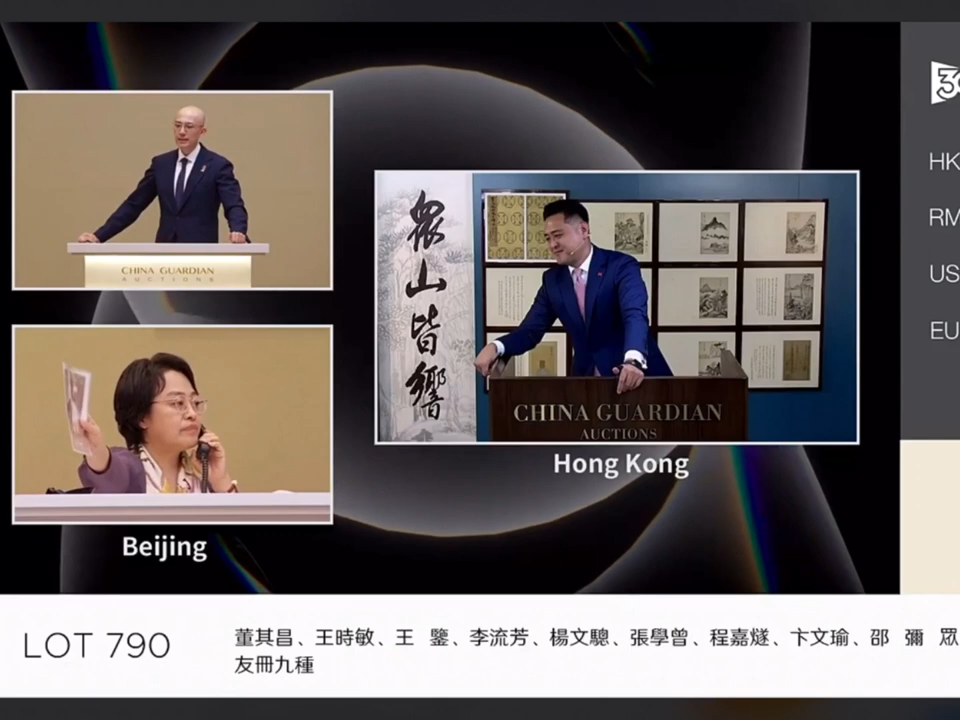 CHINA GUARDIAN
AUCTIONS
Beijing
眾山皆響
CHINA GUARDIAN
AUCTIONS
Hong Kong
3
HK
RM
US
EU
LOT 790
董其昌、王時敏、王 鑒、李流芳、楊文驄、張學曾、程嘉燧、卞文瑜、邵 彌 眾
友冊九種